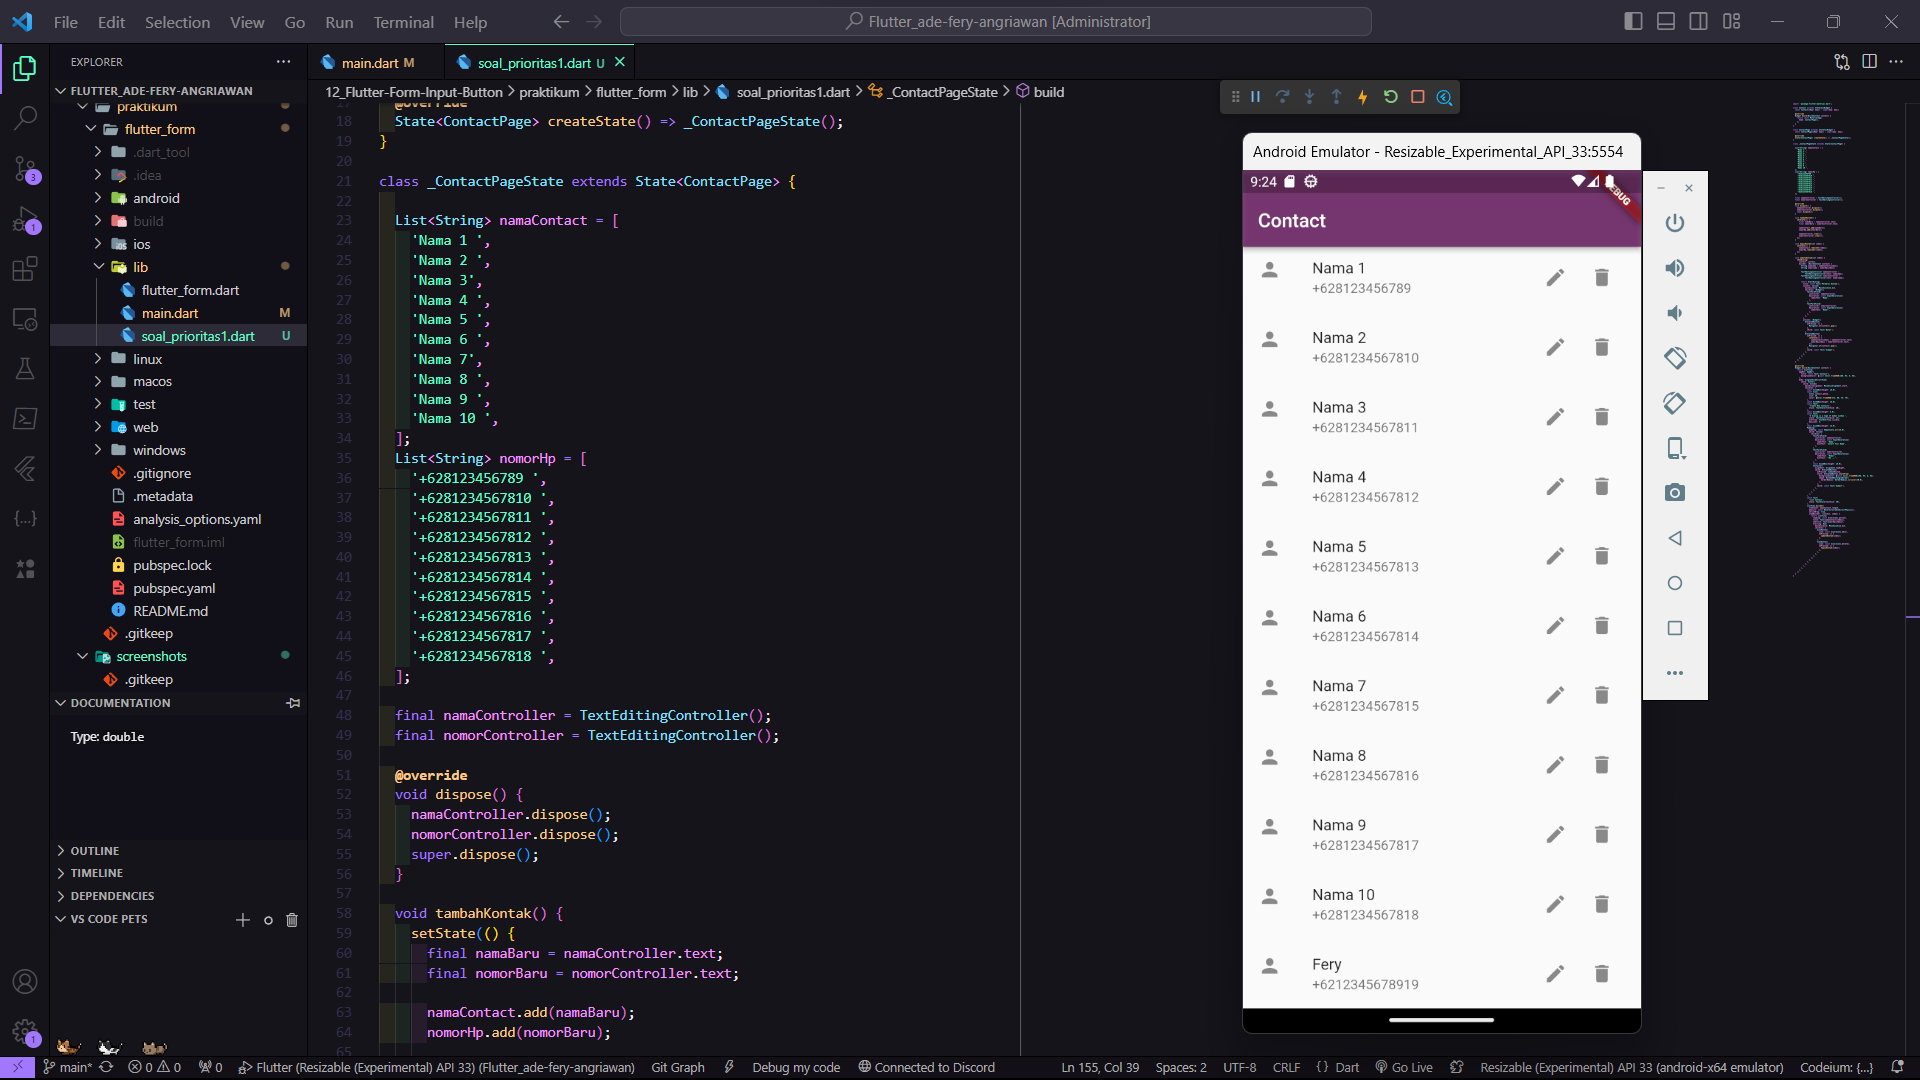 File Edit Selection View Go Run Terminal Help
Flutter_ade-fery-angriawan [Administrator]
EXPLORER
FLUTTER_ADE-FERY-ANGRIAWAN
praktikum
flutter_form
.dart_tool
.idea
android
build
ios
lib
flutter_form.dart
main.dart M
soal_prioritas1.dart U
linux
macos
test
web
windows
.gitignore
.metadata
analysis_options.yaml
flutter_form.iml
pubspec.lock
pubspec.yaml
README.md
.gitkeep
screenshots
.gitkeep
DOCUMENTATION
Type: double
OUTLINE
TIMELINE
DEPENDENCIES
VS CODE PETS
3
1
1
main.dart M
soal_prioritas1.dart U
12_Flutter-Form-Input-Button > praktikum > flutter_form > lib > soal_prioritas1.dart > _ContactPageState > build
17 @override
18 State<ContactPage> createState() => _ContactPageState();
19 }
20
21 class _ContactPageState extends State<ContactPage> {
22
23 List<String> namaContact = [
24 'Nama 1 ',
25 'Nama 2 ',
26 'Nama 3',
27 'Nama 4 ',
28 'Nama 5 ',
29 'Nama 6 ',
30 'Nama 7',
31 'Nama 8 ',
32 'Nama 9 ',
33 'Nama 10 ',
34 ];
35 List<String> nomorHp = [
36 '+628123456789 ',
37 '+6281234567810 ',
38 '+6281234567811 ',
39 '+6281234567812 ',
40 '+6281234567813 ',
41 '+6281234567814 ',
42 '+6281234567815 ',
43 '+6281234567816 ',
44 '+6281234567817 ',
45 '+6281234567818 ',
46 ];
47
48 final namaController = TextEditingController();
49 final nomorController = TextEditingController();
50
51 @override
52 void dispose() {
53 namaController.dispose();
54 nomorController.dispose();
55 super.dispose();
56 }
57
58 void tambahKontak() {
59 setState(() {
60 final namaBaru = namaController.text;
61 final nomorBaru = nomorController.text;
62
63 namaContact.add(namaBaru);
64 nomorHp.add(nomorBaru);
65
Android Emulator - Resizable_Experimental_API_33:5554
9:24
DEBUG
Contact
Nama 1
+628123456789
Nama 2
+6281234567810
Nama 3
+6281234567811
Nama 4
+6281234567812
Nama 5
+6281234567813
Nama 6
+6281234567814
Nama 7
+6281234567815
Nama 8
+6281234567816
Nama 9
+6281234567817
Nama 10
+6281234567818
Fery
+6212345678919
main* 0 0 0 Flutter (Resizable (Experimental) API 33) (Flutter_ade-fery-angriawan) Git Graph Debug my code Connected to Discord Ln 155, Col 39 Spaces: 2 UTF-8 CRLF { } Dart Go Live Resizable (Experimental) API 33 (android-x64 emulator) Codeium: {...}